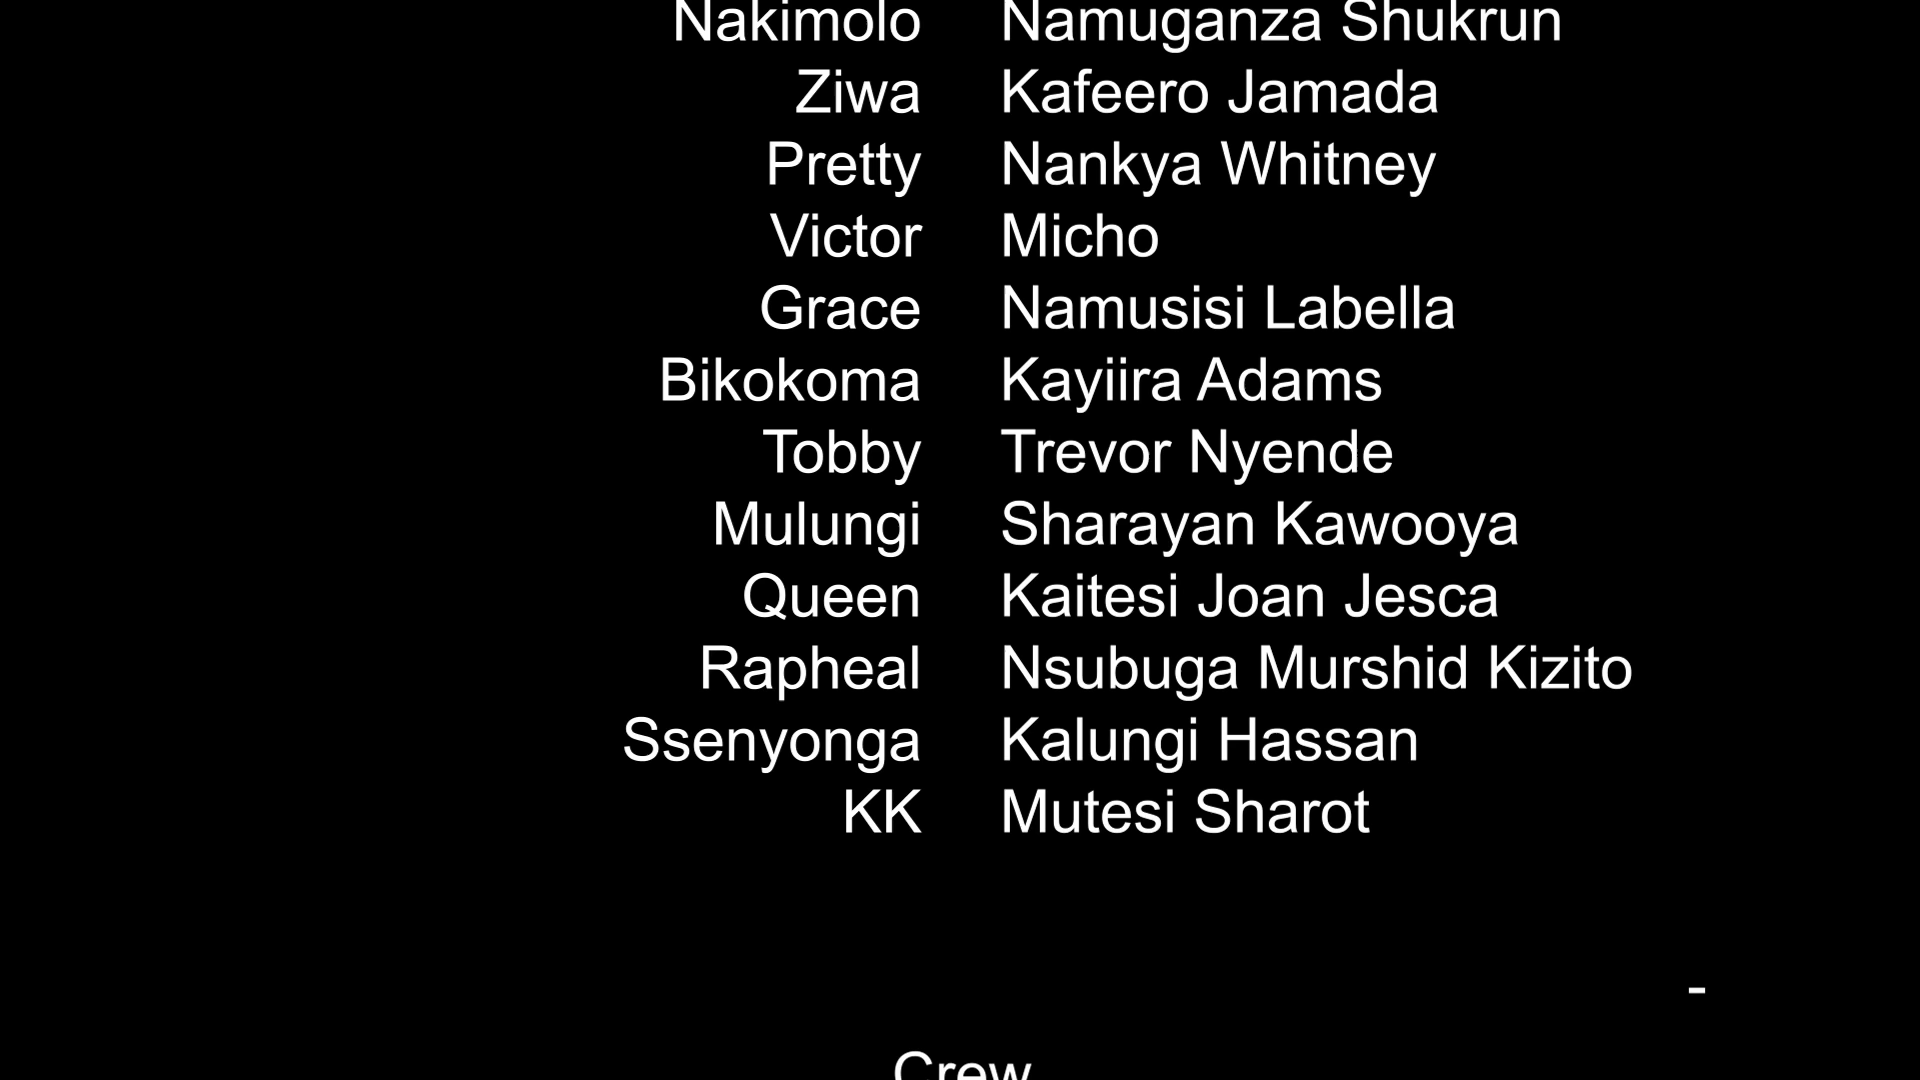 Nakimolo Namuganza Shukrun
Ziwa Kafeero Jamada
Pretty Nankya Whitney
Victor Micho
Grace Namusisi Labella
Bikokoma Kayiira Adams
Tobby Trevor Nyende
Mulungi Sharayan Kawooya
Queen Kaitesi Joan Jesca
Rapheal Nsubuga Murshid Kizito
Ssenyonga Kalungi Hassan
KK Mutesi Sharot
-
Crew